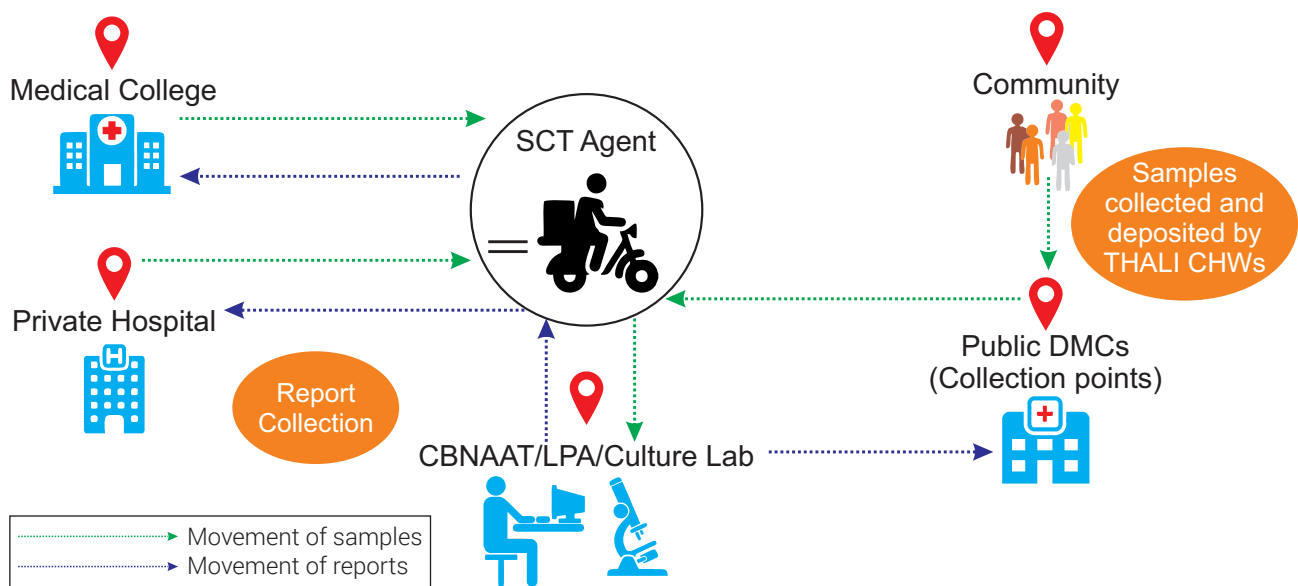 Medical College
Community
SCT Agent
Samples
collected and
deposited by
THALI CHWs
Private Hospital
H
Public DMCs
(Collection points)
Report
Collection
CBNAAT/LPA/Culture Lab
Movement of samples
Movement of reports